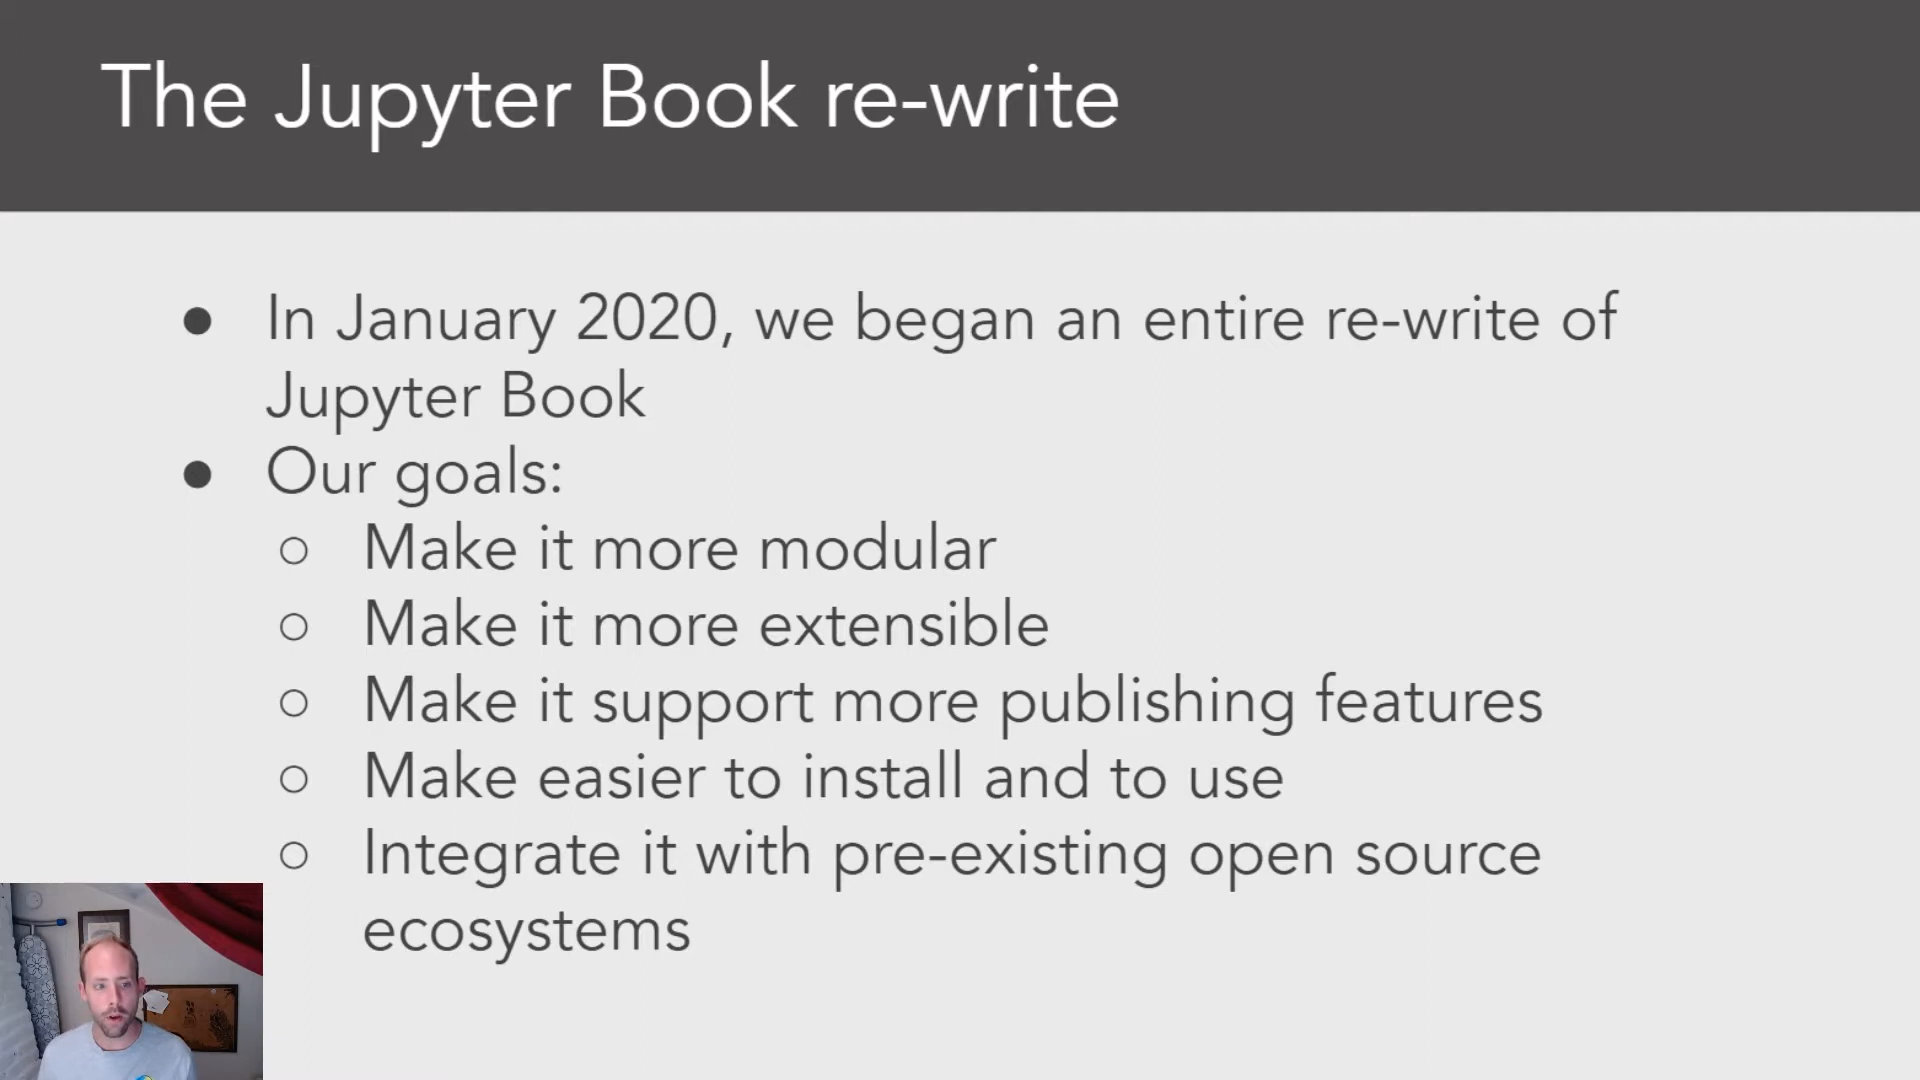 The Jupyter Book re-write
● In January 2020, we began an entire re-write of
Jupyter Book
● Our goals:
○ Make it more modular
○ Make it more extensible
○ Make it support more publishing features
○ Make easier to install and to use
○ Integrate it with pre-existing open source
ecosystems